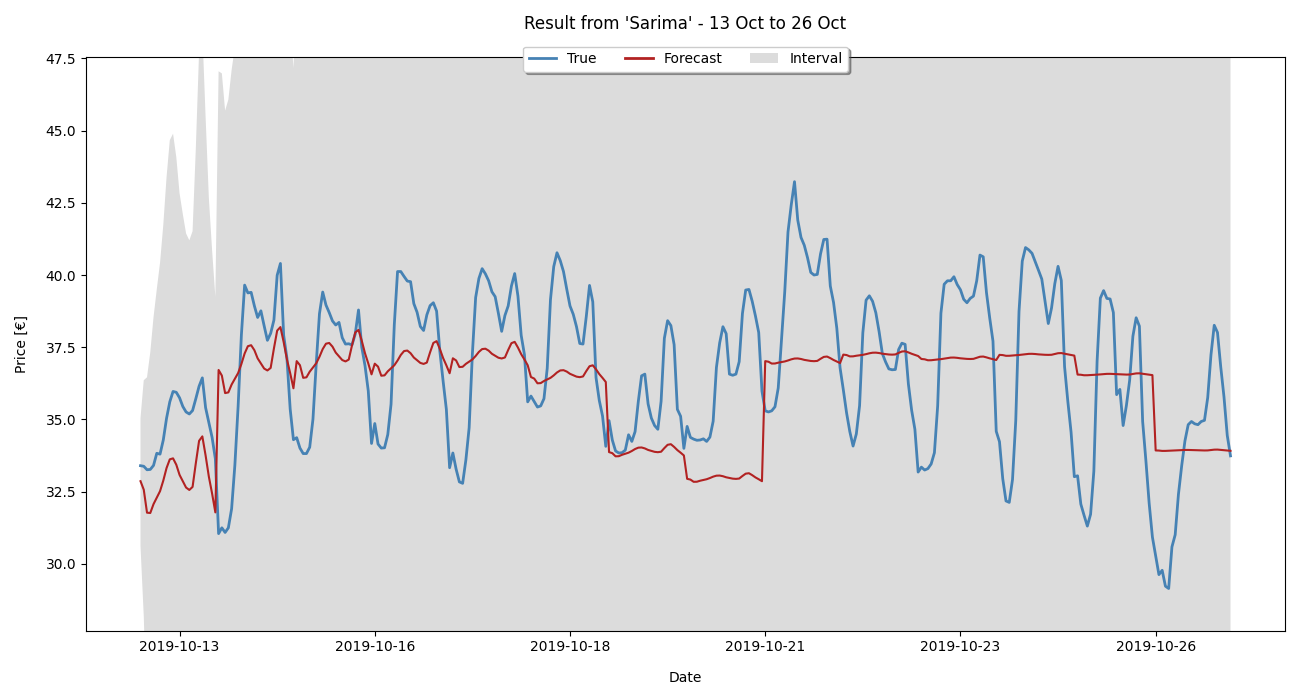 Result from 'Sarima' - 13 Oct to 26 Oct
True Forecast Interval
47.5
45.0
42.5
40.0
37.5
35.0
32.5
30.0
Price [€]
2019-10-13 2019-10-16 2019-10-18 2019-10-21 2019-10-23 2019-10-26
Date